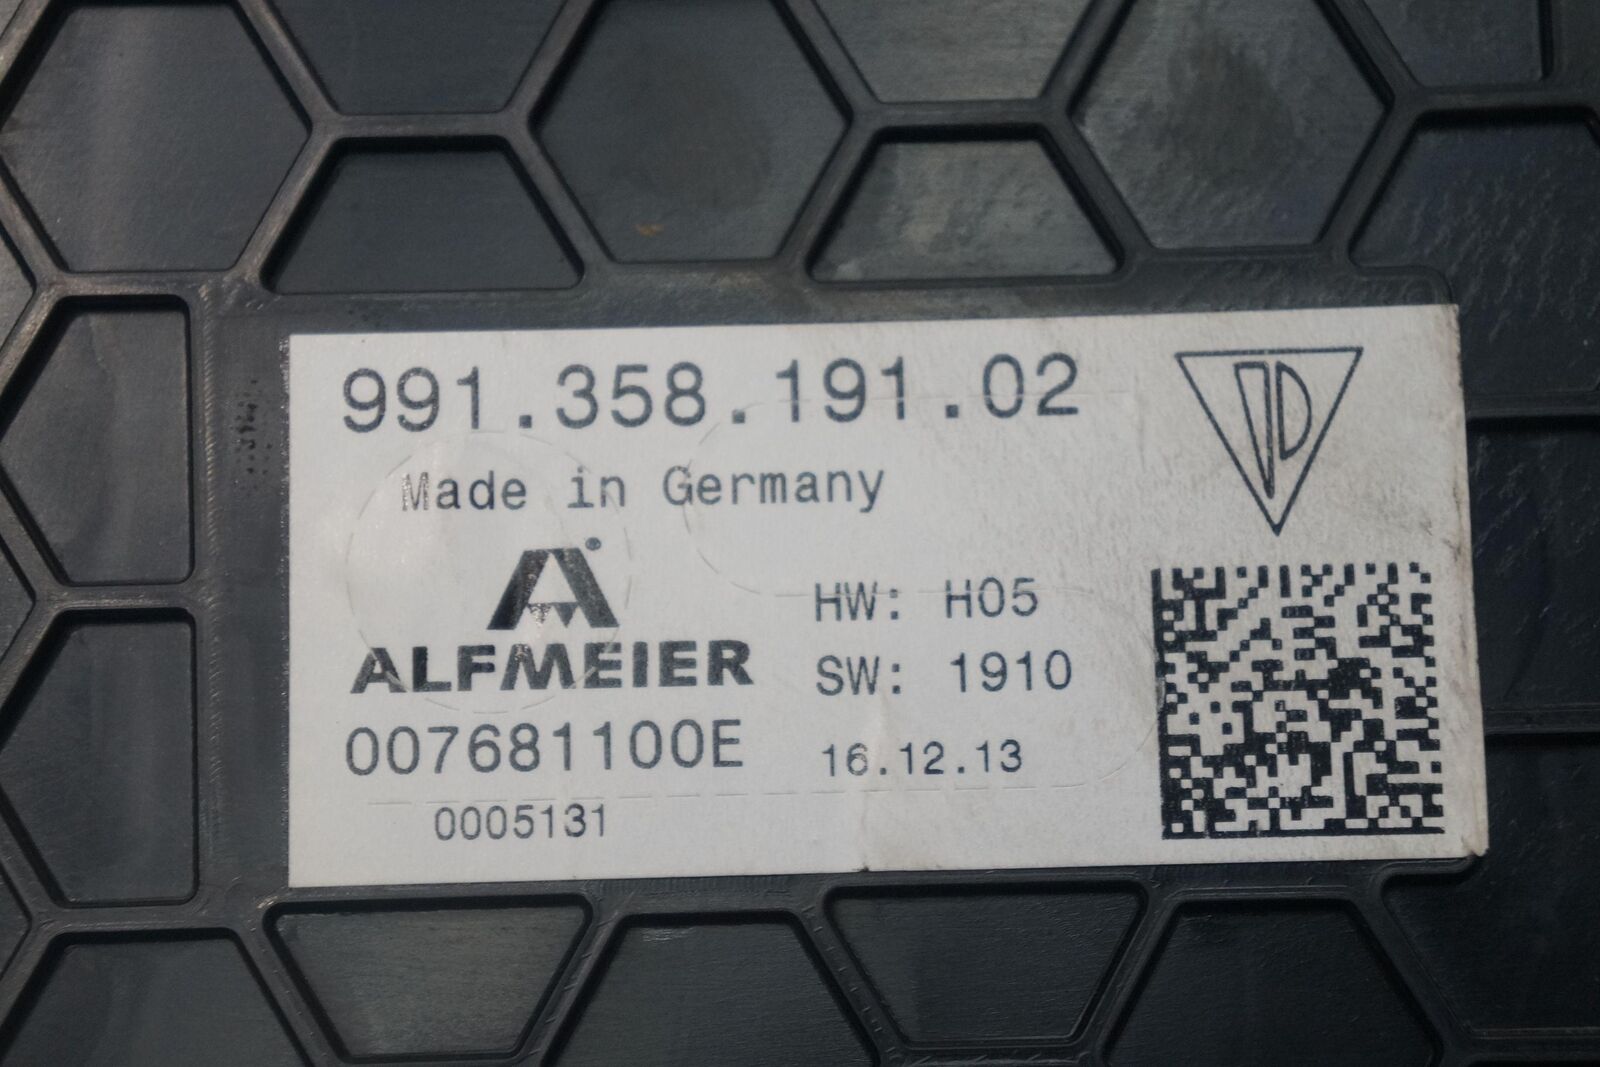 991.358.191.02
Made in Germany
ALFMEIER
HW: H05
SW: 1910
007681100E
16.12.13
0005131